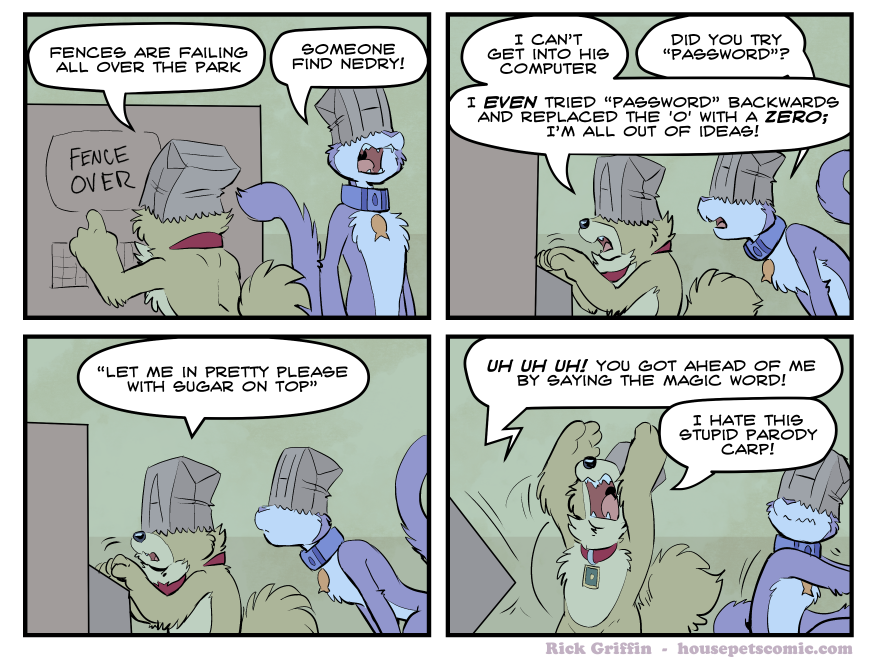 FENCES ARE FAILING
ALL OVER THE PARK
SOMEONE
FIND NEDRY!
FENCE
OVER
I CAN'T
GET INTO HIS
COMPUTER
DID YOU TRY
"PASSWORD"?
I EVEN TRIED "PASSWORD" BACKWARDS
AND REPLACED THE 'O' WITH A ZERO;
I'M ALL OUT OF IDEAS!
"LET ME IN PRETTY PLEASE
WITH SUGAR ON TOP"
UH UH UH! YOU GOT AHEAD OF ME
BY SAYING THE MAGIC WORD!
I HATE THIS
STUPID PARODY
CARP!
Rick Griffin - housepetscomic.com